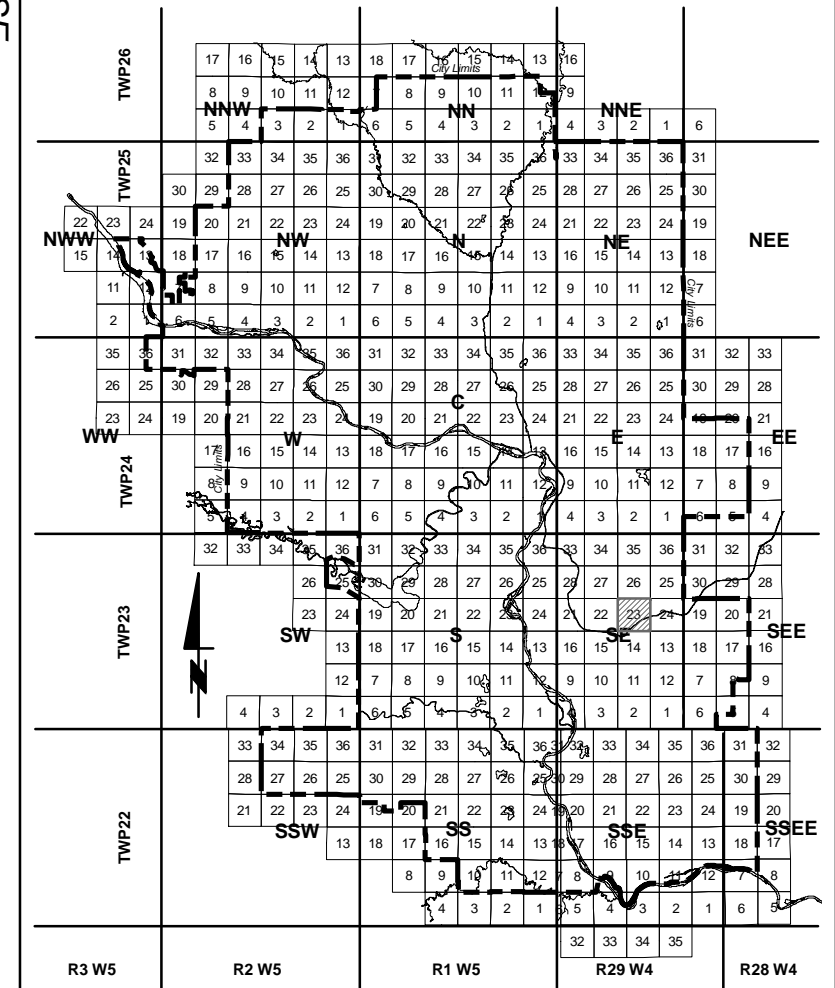 17 16 15 14 13 18 17 16 15 14 13 16
City Limits
TWP26
8 9 10 11 12 7 8 9 10 11 12 9
NNW NN NNE
5 4 3 2 1 6 5 4 3 2 1 4 3 2 1 6
32 33 34 35 36 31 32 33 34 35 36 33 34 35 36 31
TWP25
30 29 28 27 26 25 30 29 28 27 26 25 28 27 26 25 30
22 23 24 19 20 21 22 23 24 19 20 21 22 23 24 21 22 23 24 19
NWW NW N NE NEE
15 14 13 18 17 16 15 14 13 18 17 16 15 14 13 16 15 14 13 18
11 12 8 9 10 11 12 7 8 9 10 11 12 9 10 11 12 7
City Limits
2 6 5 4 3 2 1 6 5 4 3 2 1 4 3 2 1 6
35 36 31 32 33 34 35 36 31 32 33 34 35 36 33 34 35 36 31 32 33
26 25 30 29 28 27 26 25 30 29 28 27 26 25 28 27 26 25 30 29 28
C
23 24 19 20 21 22 23 24 19 20 21 22 23 24 21 22 23 24 19 20 21
WW W E EE
17 16 15 14 13 18 17 16 15 14 13 16 15 14 13 18 17 16
City Limits
TWP24
8 9 10 11 12 7 8 9 10 11 12 9 10 11 12 7 8 9
5 4 3 2 1 6 5 4 3 2 1 4 3 2 1 6 5 4
32 33 34 35 36 31 32 33 34 35 36 33 34 35 36 31 32 33
26 25 30 29 28 27 26 25 28 27 26 25 30 29 28
TWP23
23 24 19 20 21 22 23 24 21 22 23 24 19 20 21
SW S SE SEE
13 18 17 16 15 14 13 16 15 14 13 18 17 16
N
12 7 8 9 10 11 12 9 10 11 12 7 8 9
4 3 2 1 6 5 4 3 2 1 4 3 2 1 6 4
33 34 35 36 31 32 33 34 35 36 31 32 33 34 35 36 31 32
28 27 26 25 30 29 28 27 26 25 30 29 28 27 26 25 30 29
21 22 23 24 19 20 21 22 23 24 19 20 21 22 23 24 19 20
TWP22
SSW SS SSE SSEE
13 18 17 16 15 14 13 18 17 16 15 14 13 18 17
8 9 10 11 12 7 8 9 10 11 12 7 8
4 3 2 1 5 4 3 2 1 6 5
32 33 34 35
R3 W5 R2 W5 R1 W5 R29 W4 R28 W4